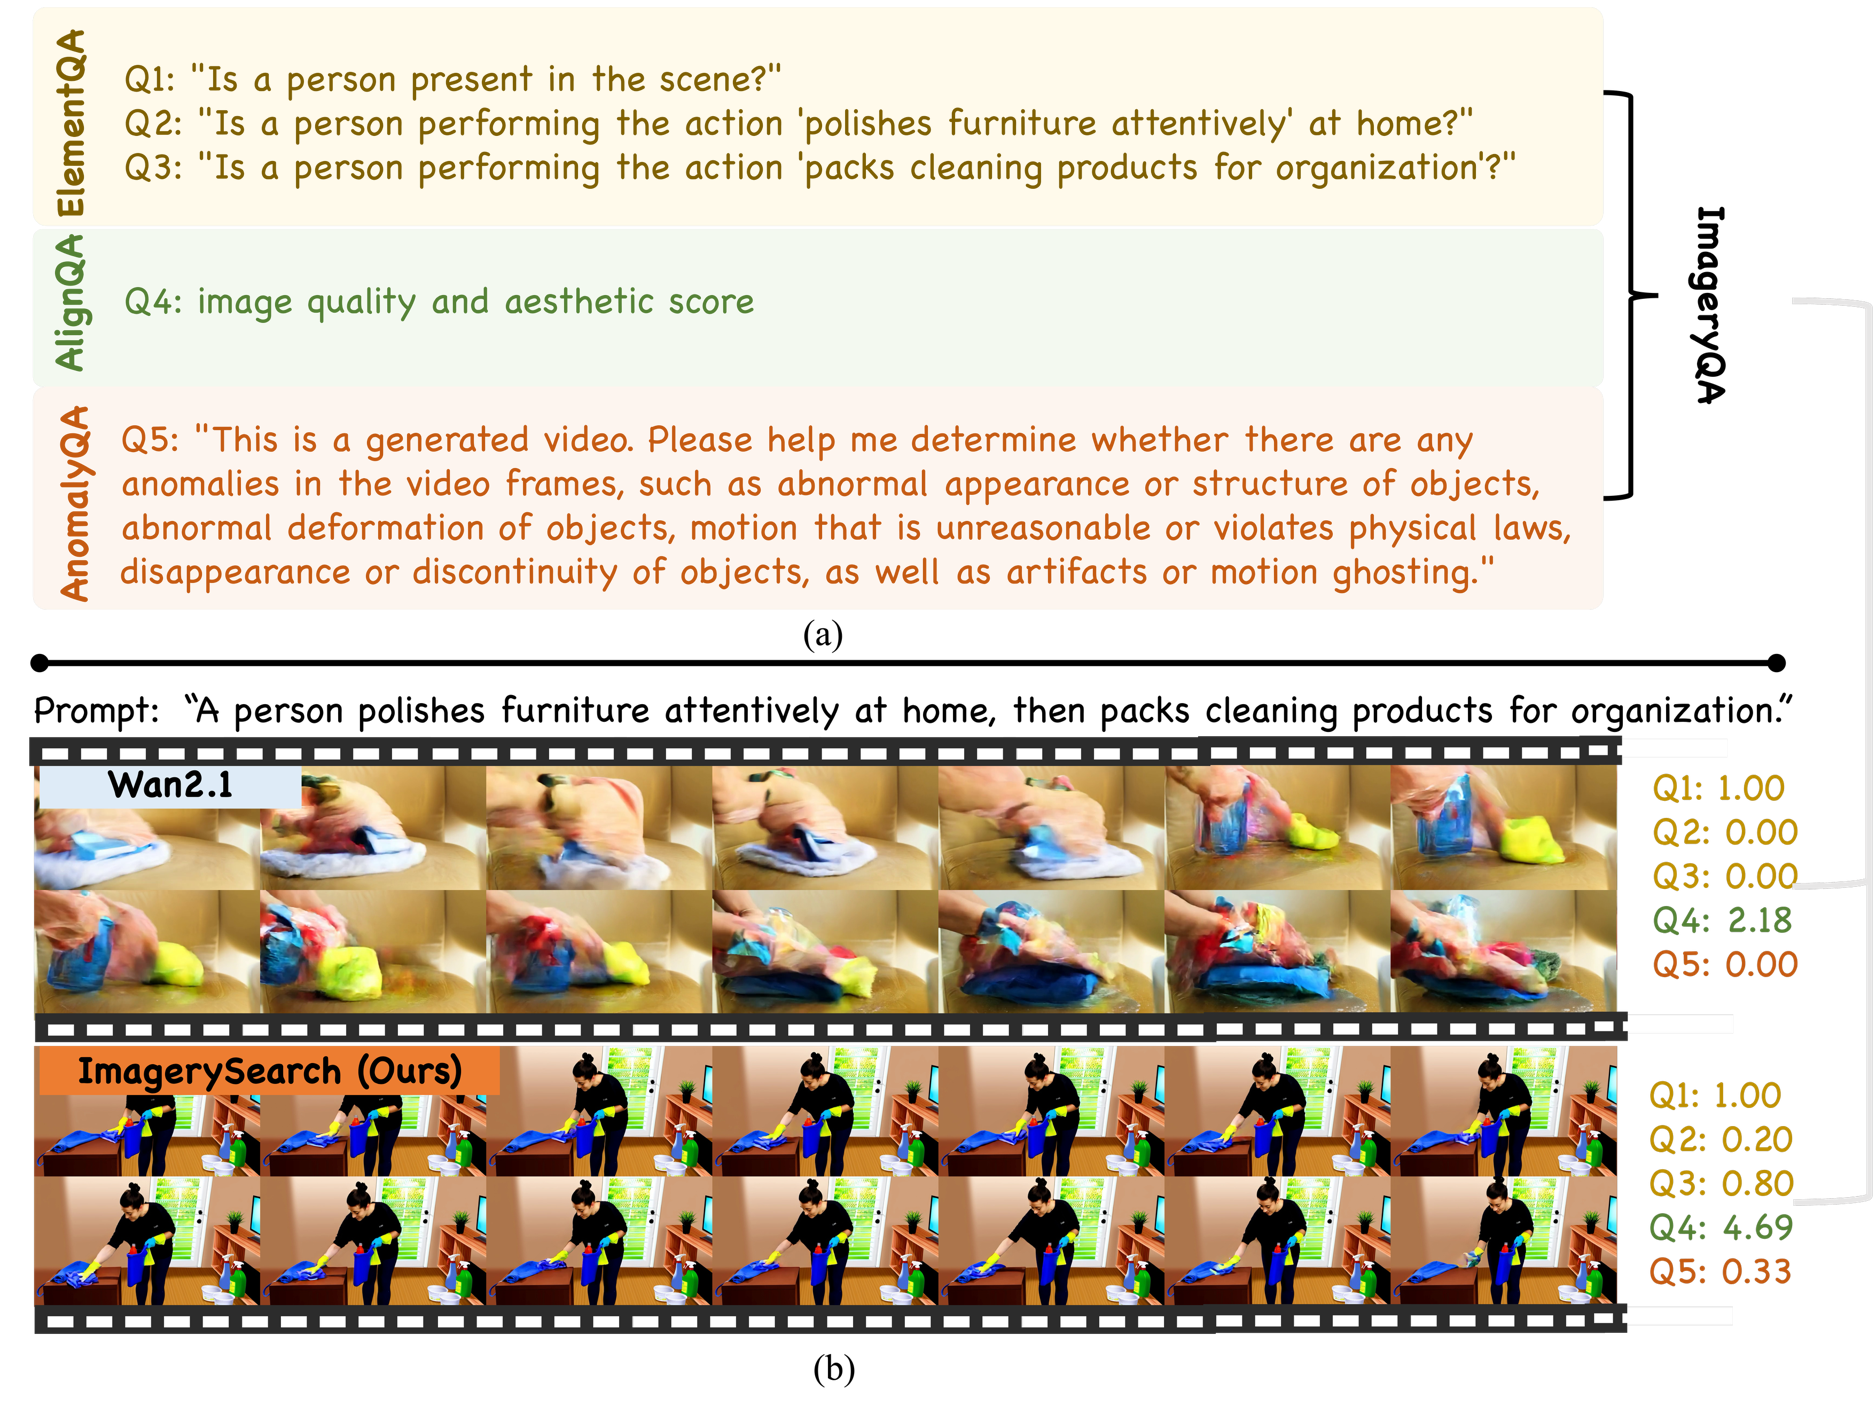 ElementQA
Q1: "Is a person present in the scene?"
Q2: "Is a person performing the action 'polishes furniture attentively' at home?"
Q3: "Is a person performing the action 'packs cleaning products for organization'?"
AlignQA
Q4: image quality and aesthetic score
AnomalyQA
Q5: "This is a generated video. Please help me determine whether there are any
anomalies in the video frames, such as abnormal appearance or structure of objects,
abnormal deformation of objects, motion that is unreasonable or violates physical laws,
disappearance or discontinuity of objects, as well as artifacts or motion ghosting."
ImageryQA
(a)
Prompt: “A person polishes furniture attentively at home, then packs cleaning products for organization.”
Wan2.1
Q1: 1.00
Q2: 0.00
Q3: 0.00
Q4: 2.18
Q5: 0.00
ImagerySearch (Ours)
Q1: 1.00
Q2: 0.20
Q3: 0.80
Q4: 4.69
Q5: 0.33
(b)